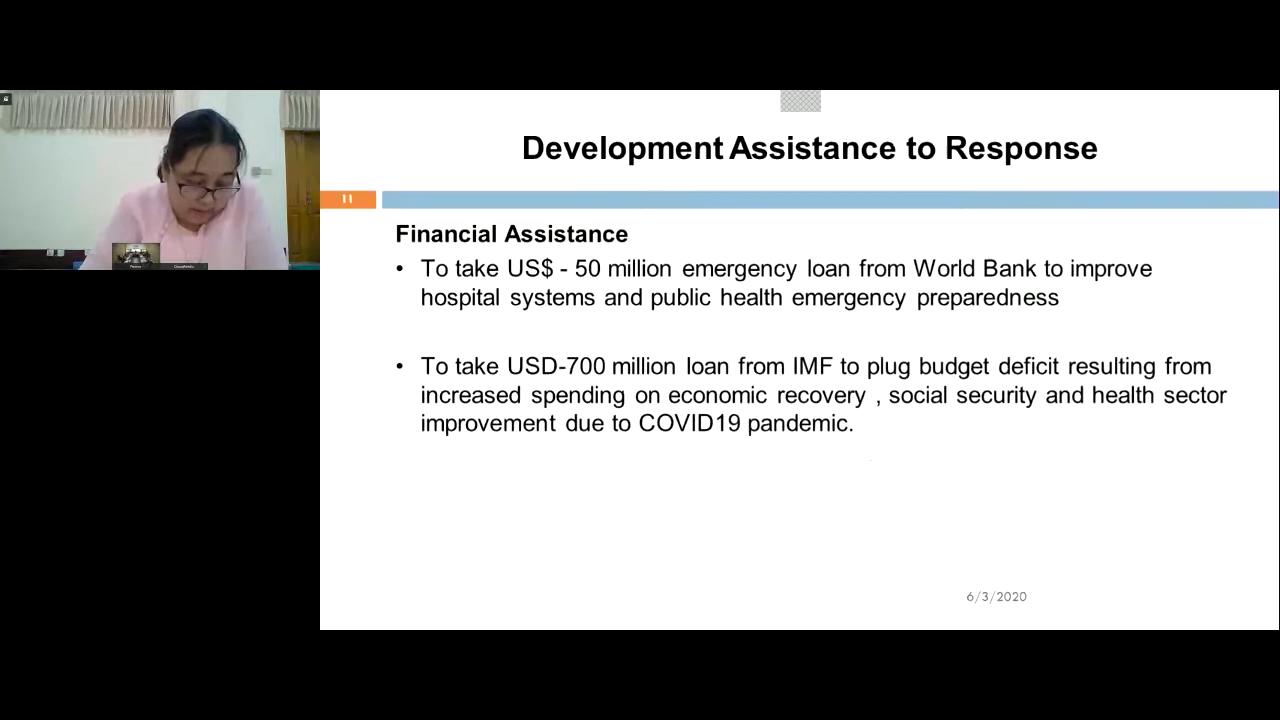 Development Assistance to Response
11
Financial Assistance
• To take US$ - 50 million emergency loan from World Bank to improve
hospital systems and public health emergency preparedness
• To take USD-700 million loan from IMF to plug budget deficit resulting from
increased spending on economic recovery , social security and health sector
improvement due to COVID19 pandemic.
6/3/2020